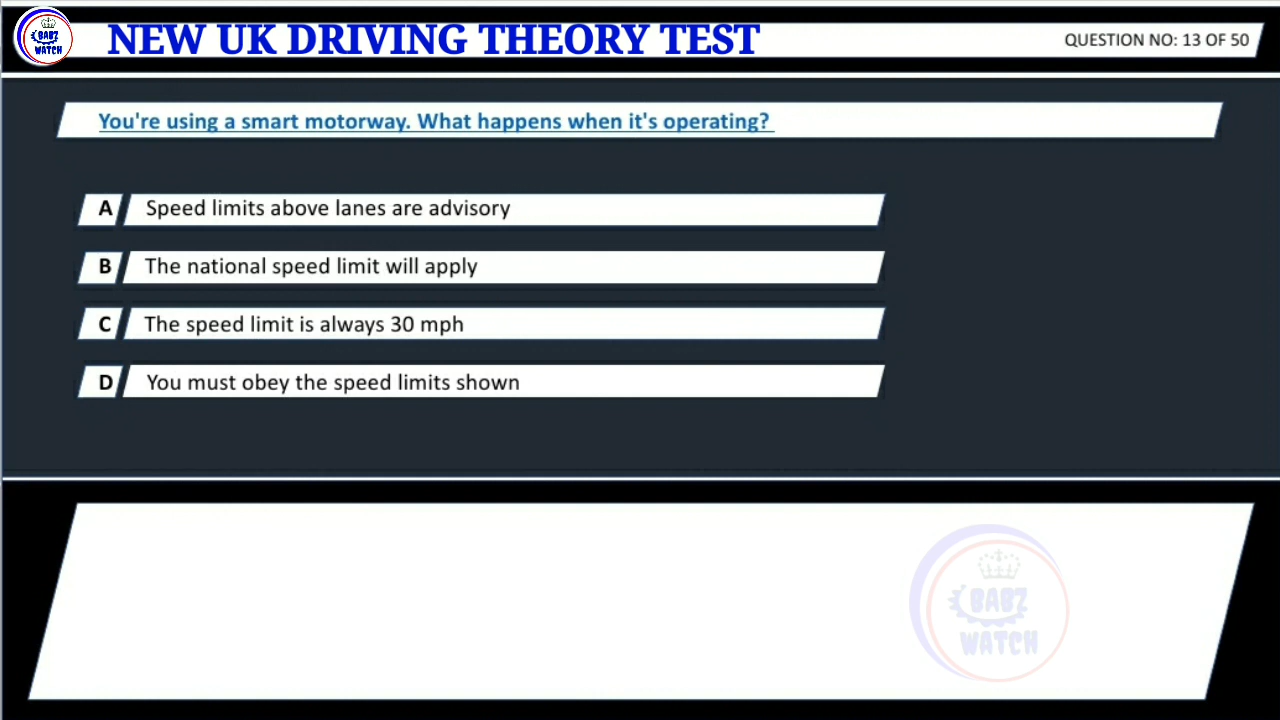 BABZ
WATCH
NEW UK DRIVING THEORY TEST
QUESTION NO: 13 OF 50
You're using a smart motorway. What happens when it's operating?
A Speed limits above lanes are advisory
B The national speed limit will apply
C The speed limit is always 30 mph
D You must obey the speed limits shown
BABZ
WATCH